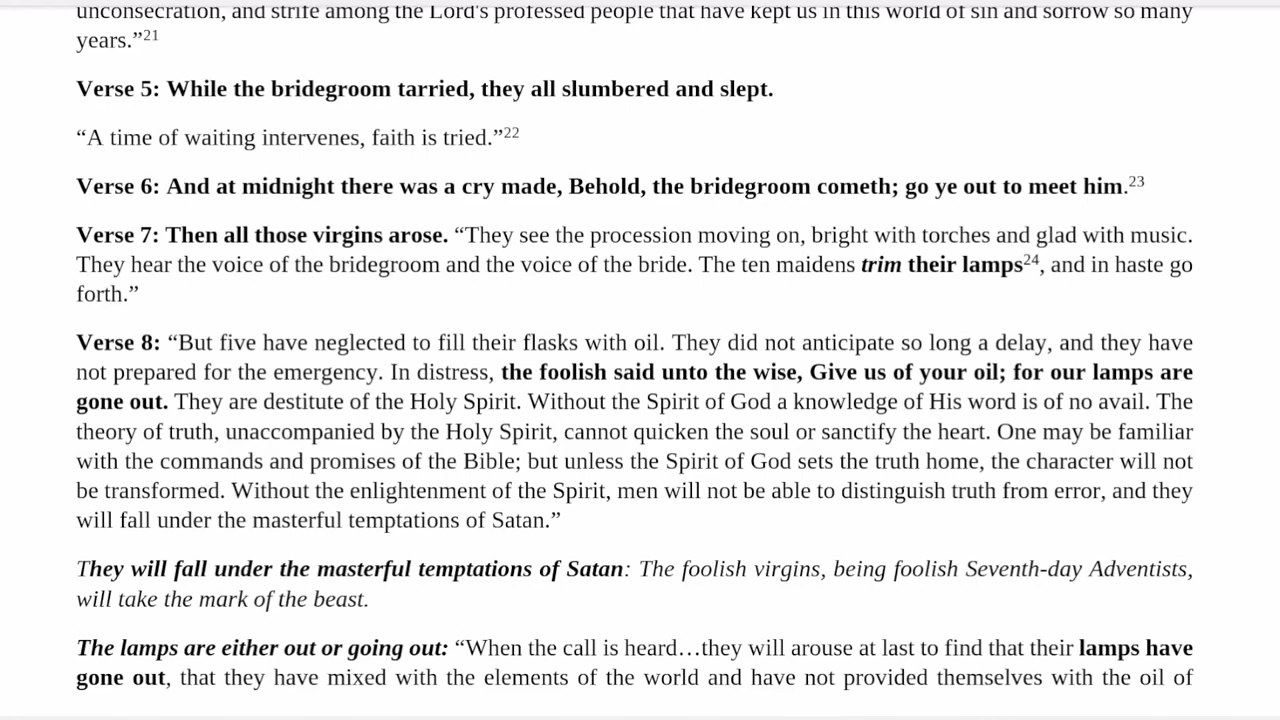 unconsecration, and strife among the Lord's professed people that have kept us in this world of sin and sorrow so many
years.”21
Verse 5: While the bridegroom tarried, they all slumbered and slept.
“A time of waiting intervenes, faith is tried.”22
Verse 6: And at midnight there was a cry made, Behold, the bridegroom cometh; go ye out to meet him.23
Verse 7: Then all those virgins arose. “They see the procession moving on, bright with torches and glad with music.
They hear the voice of the bridegroom and the voice of the bride. The ten maidens trim their lamps24, and in haste go
forth.”
Verse 8: “But five have neglected to fill their flasks with oil. They did not anticipate so long a delay, and they have
not prepared for the emergency. In distress, the foolish said unto the wise, Give us of your oil; for our lamps are
gone out. They are destitute of the Holy Spirit. Without the Spirit of God a knowledge of His word is of no avail. The
theory of truth, unaccompanied by the Holy Spirit, cannot quicken the soul or sanctify the heart. One may be familiar
with the commands and promises of the Bible; but unless the Spirit of God sets the truth home, the character will not
be transformed. Without the enlightenment of the Spirit, men will not be able to distinguish truth from error, and they
will fall under the masterful temptations of Satan.”
They will fall under the masterful temptations of Satan: The foolish virgins, being foolish Seventh-day Adventists,
will take the mark of the beast.
The lamps are either out or going out: “When the call is heard…they will arouse at last to find that their lamps have
gone out, that they have mixed with the elements of the world and have not provided themselves with the oil of